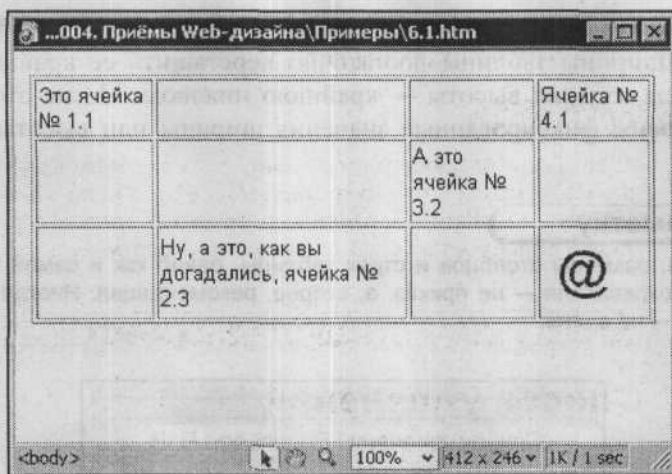 ...004. Приёмы Web-дизайна\Примеры\6.1.htm
Это ячейка
№ 1.1
Ячейка №
4.1
А это
ячейка №
3.2
Ну, а это, как вы
догадались, ячейка №
2.3
@
<body>
100%
412 x 246
1K / 1 sec